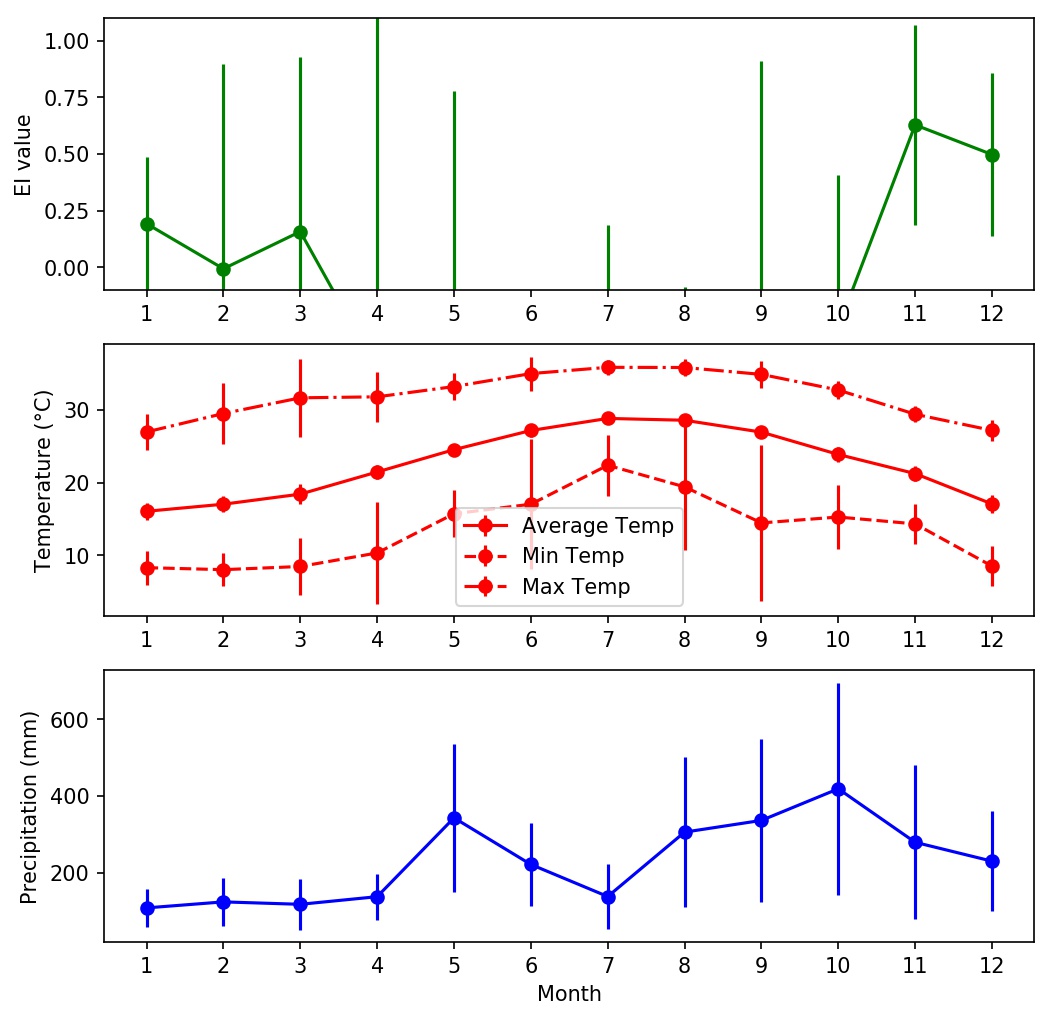 EI value
1.00
0.75
0.50
0.25
0.00
1 2 3 4 5 6 7 8 9 10 11 12
Temperature (°C)
30
20
10
Average Temp
Min Temp
Max Temp
1 2 3 4 5 6 7 8 9 10 11 12
Precipitation (mm)
600
400
200
1 2 3 4 5 6 7 8 9 10 11 12
Month